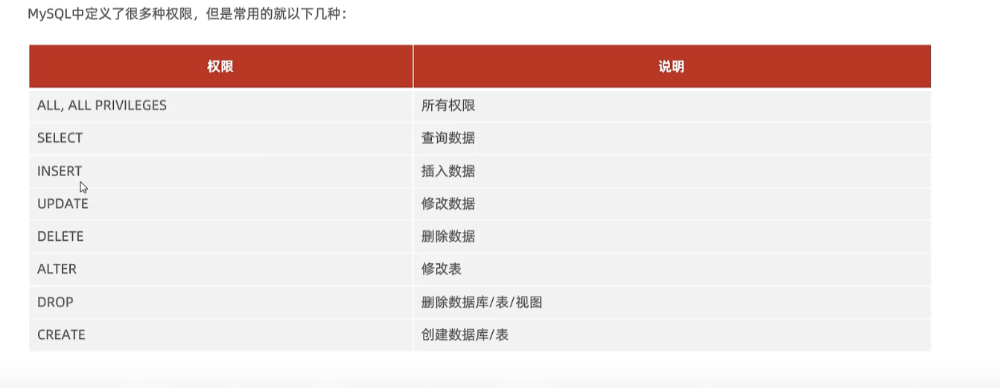 MySQL中定义了很多种权限，但是常用的就以下几种：
权限 说明
ALL, ALL PRIVILEGES 所有权限
SELECT 查询数据
INSERT 插入数据
UPDATE 修改数据
DELETE 删除数据
ALTER 修改表
DROP 删除数据库/表/视图
CREATE 创建数据库/表